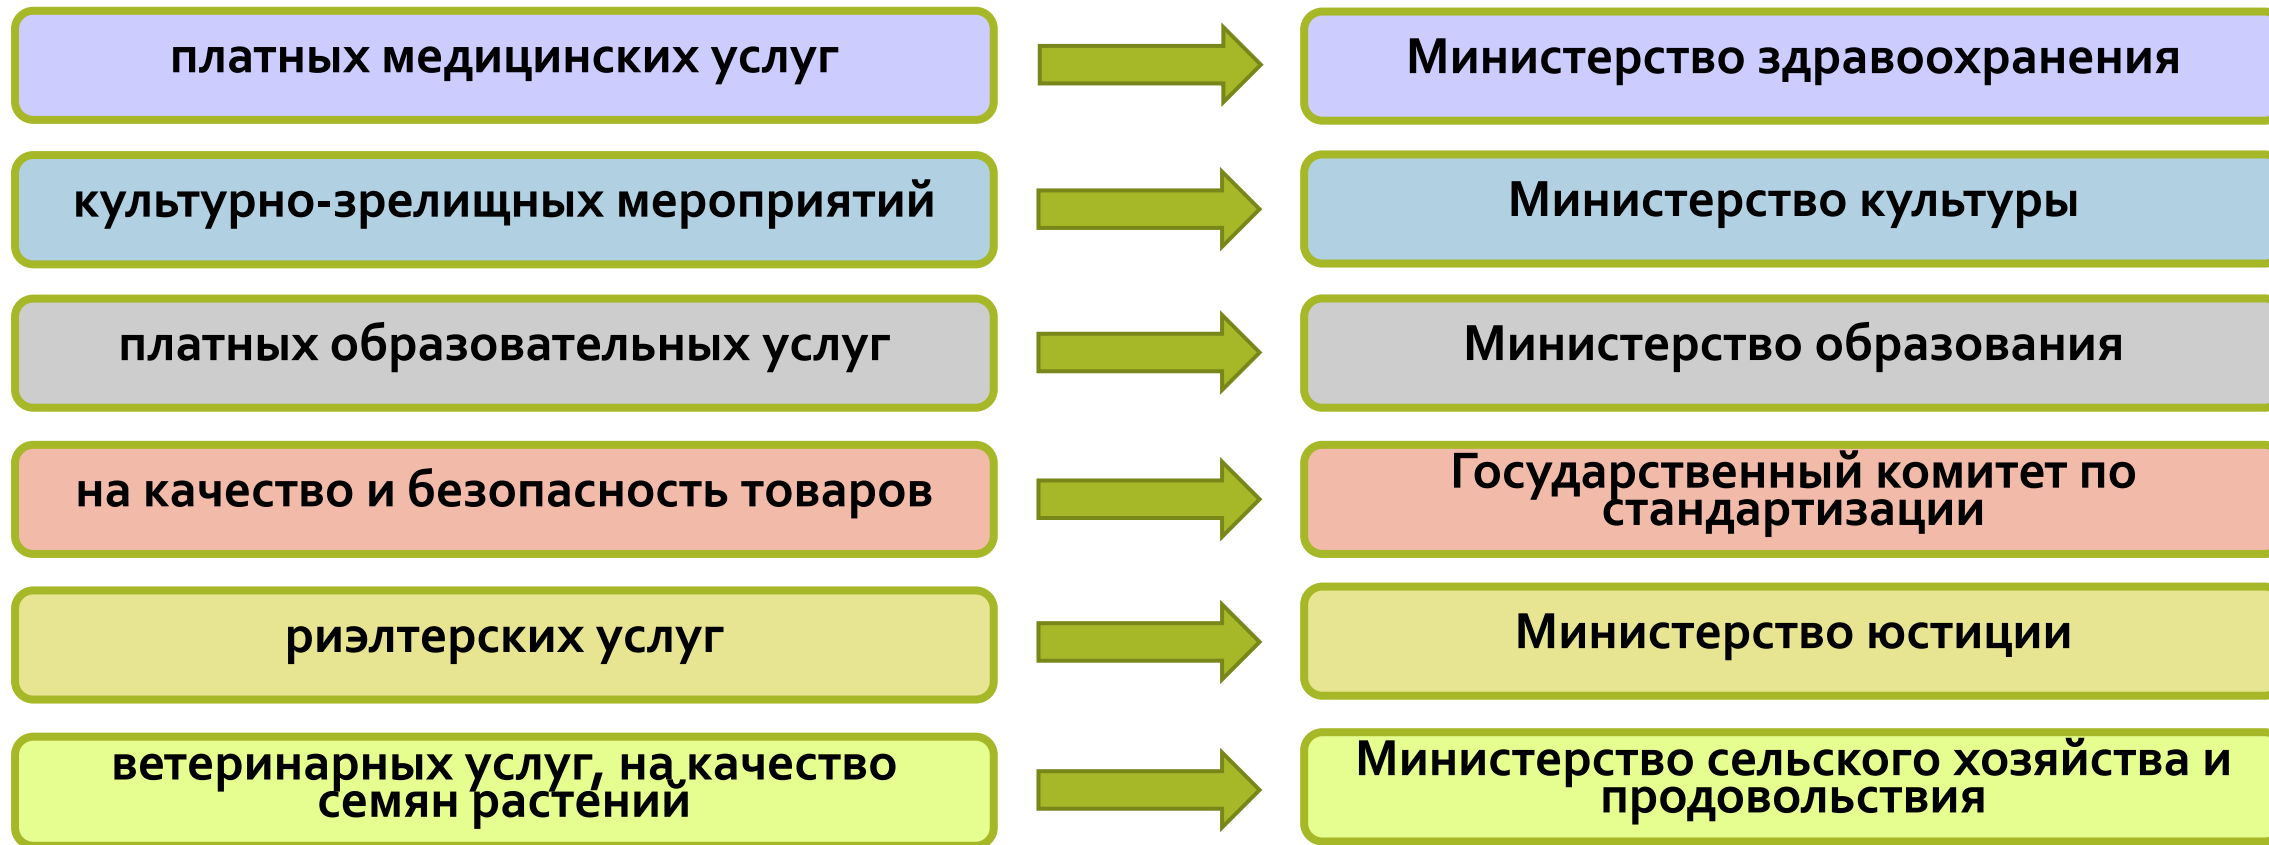 платных медицинских услуг
Министерство здравоохранения
культурно-зрелищных мероприятий
Министерство культуры
платных образовательных услуг
Министерство образования
на качество и безопасность товаров
Государственный комитет по
стандартизации
риэлтерских услуг
Министерство юстиции
ветеринарных услуг, на качество
семян растений
Министерство сельского хозяйства и
продовольствия